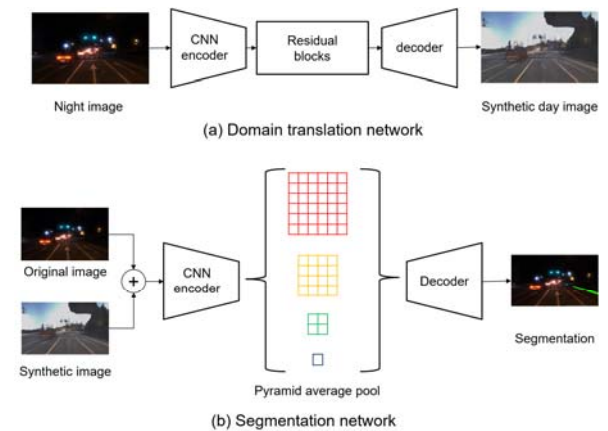 CNN
encoder
Residual
blocks
decoder
Night image
Synthetic day image
(a) Domain translation network
Original image
+
CNN
encoder
Decoder
Synthetic image
Segmentation
Pyramid average pool
(b) Segmentation network